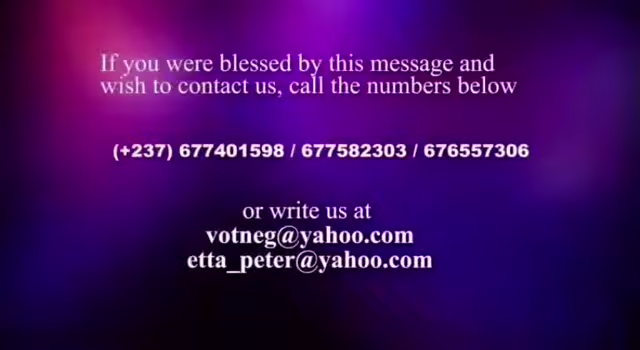 If you were blessed by this message and
wish to contact us, call the numbers below
(+237) 677401598 / 677582303 / 676557306
or write us at
votneg@yahoo.com
etta_peter@yahoo.com